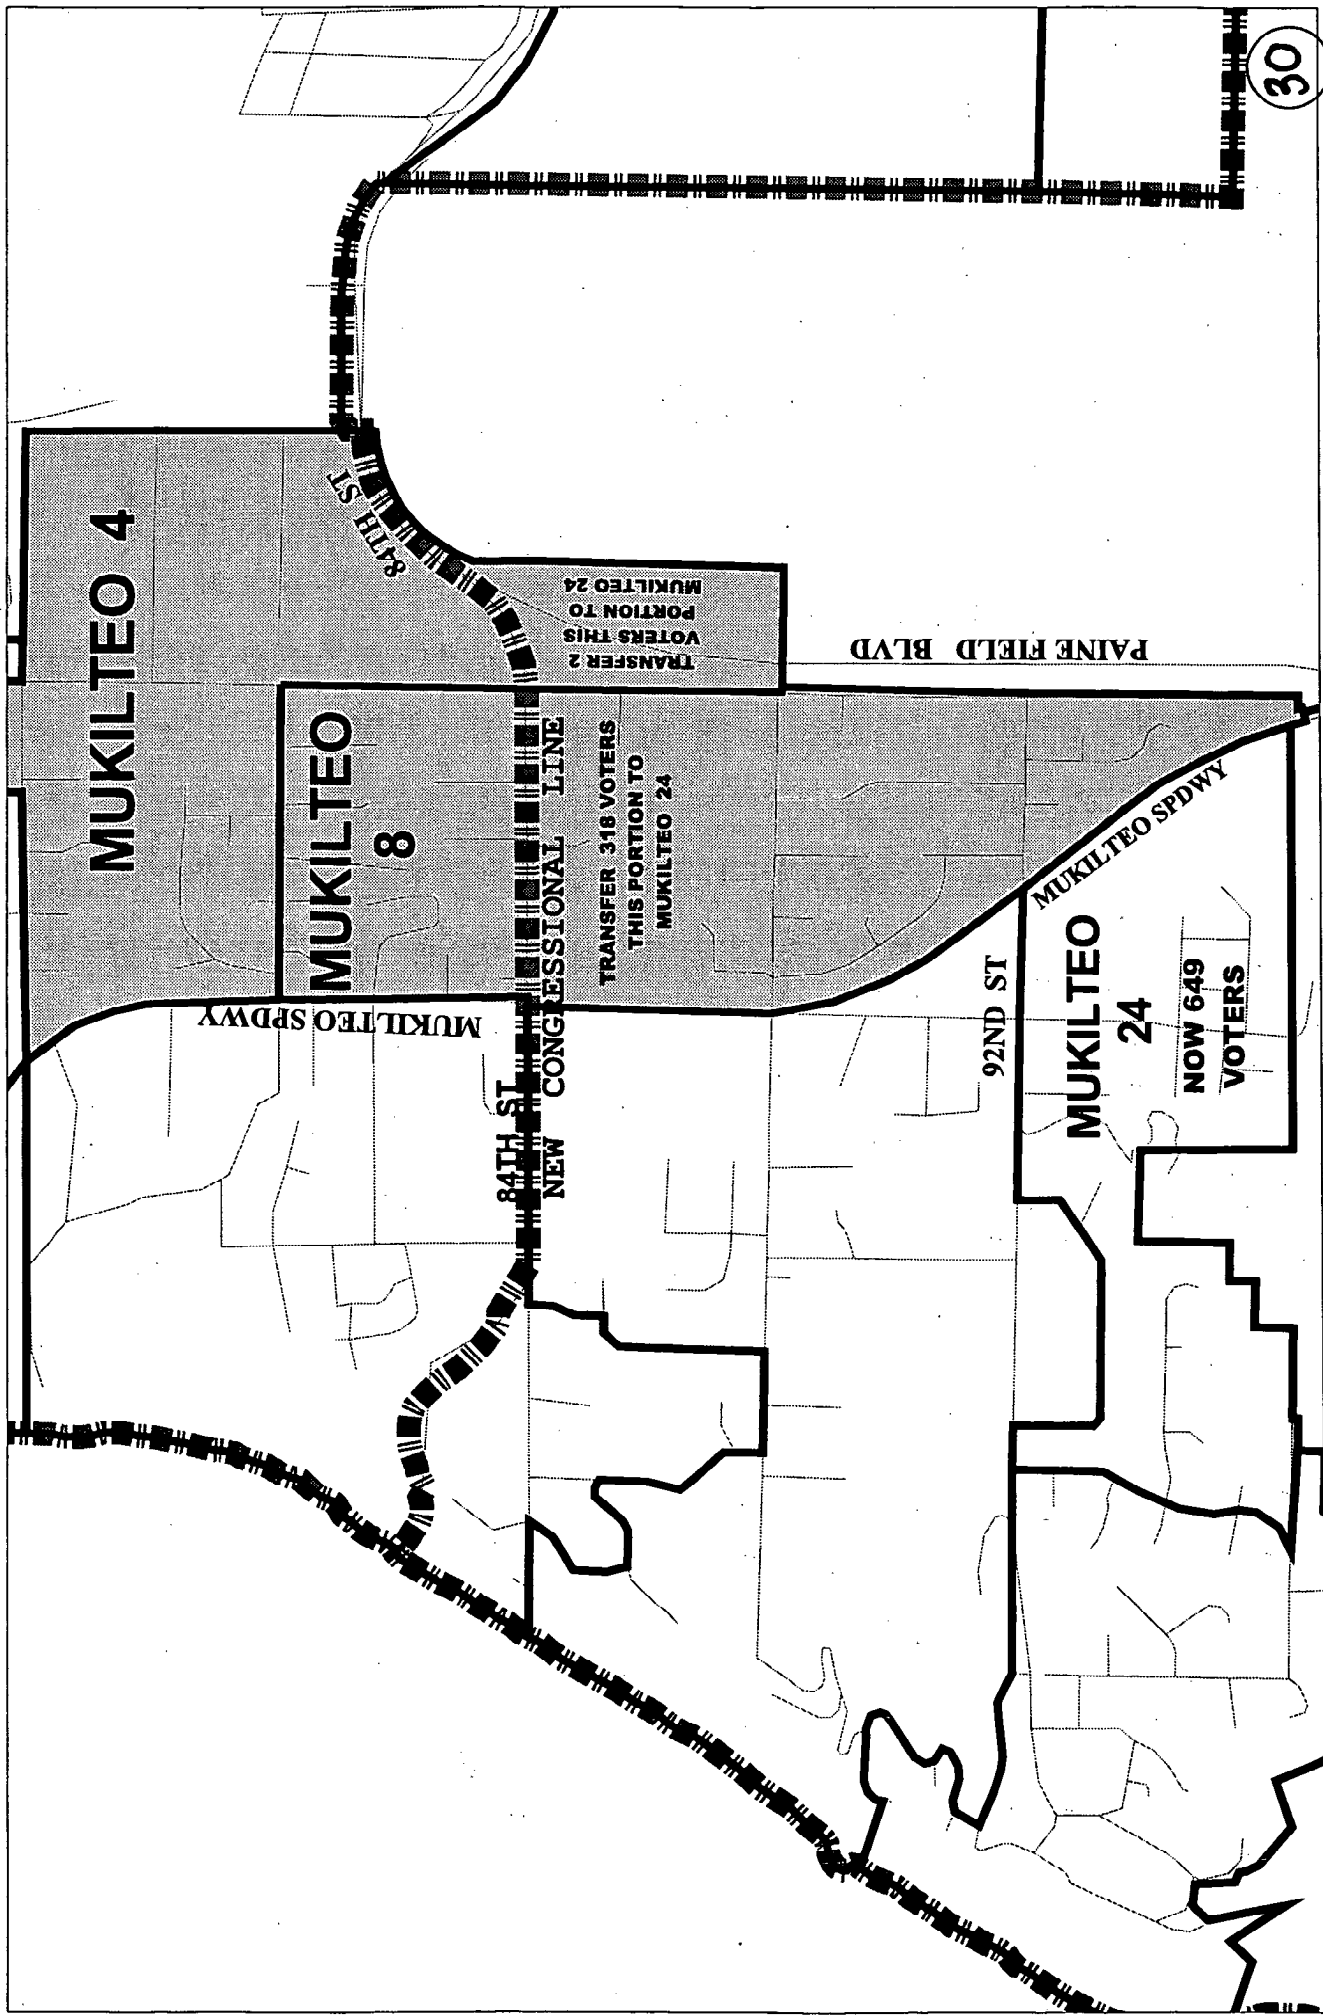 MUKILTEO 4
84TH ST
TRANSFER 2
VOTERS THIS
PORTION TO
MUKILTEO 24
PAINE FIELD BLVD
MUKILTEO
8
MUKILTEO SPDWY
84TH ST
NEW CONGRESSIONAL LINE
TRANSFER 318 VOTERS
THIS PORTION TO
MUKILTEO 24
MUKILTEO SPDWY
92ND ST
MUKILTEO
24
NOW 649
VOTERS
30